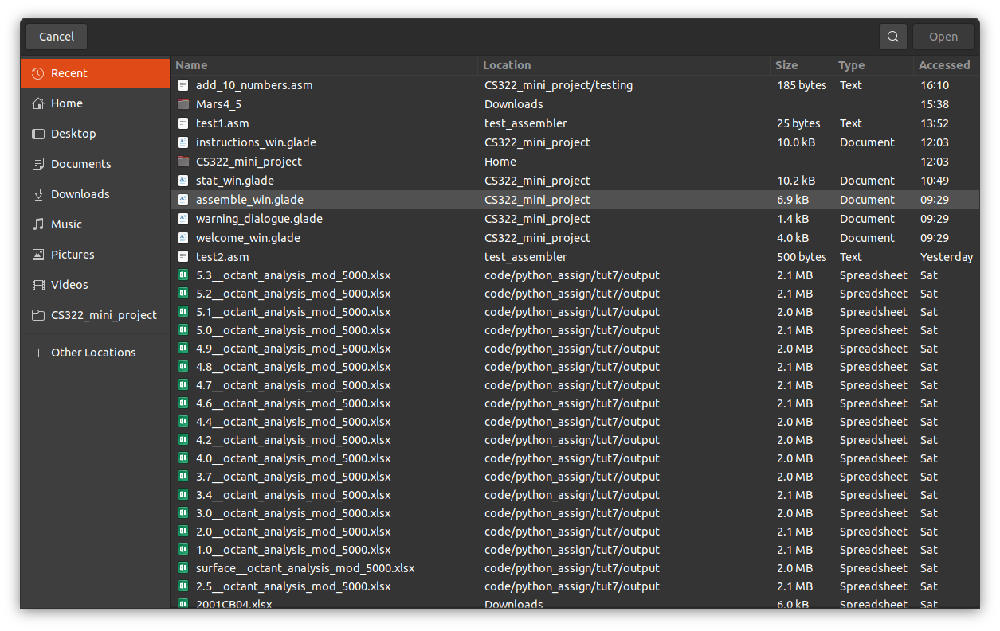 Cancel Open
Recent
Home
Desktop
Documents
Downloads
Music
Pictures
Videos
CS322_mini_project
Other Locations
Name Location Size Type Accessed
add_10_numbers.asm CS322_mini_project/testing 185 bytes Text 16:10
Mars4_5 Downloads 15:38
test1.asm test_assembler 25 bytes Text 13:52
instructions_win.glade CS322_mini_project 10.0 kB Document 12:03
CS322_mini_project Home 12:03
stat_win.glade CS322_mini_project 10.2 kB Document 10:49
assemble_win.glade CS322_mini_project 6.9 kB Document 09:29
warning_dialogue.glade CS322_mini_project 1.4 kB Document 09:29
welcome_win.glade CS322_mini_project 4.0 kB Document 09:29
test2.asm test_assembler 500 bytes Text Yesterday
5.3__octant_analysis_mod_5000.xlsx code/python_assign/tut7/output 2.1 MB Spreadsheet Sat
5.2__octant_analysis_mod_5000.xlsx code/python_assign/tut7/output 2.1 MB Spreadsheet Sat
5.1__octant_analysis_mod_5000.xlsx code/python_assign/tut7/output 2.0 MB Spreadsheet Sat
5.0__octant_analysis_mod_5000.xlsx code/python_assign/tut7/output 2.1 MB Spreadsheet Sat
4.9__octant_analysis_mod_5000.xlsx code/python_assign/tut7/output 2.0 MB Spreadsheet Sat
4.8__octant_analysis_mod_5000.xlsx code/python_assign/tut7/output 2.1 MB Spreadsheet Sat
4.7__octant_analysis_mod_5000.xlsx code/python_assign/tut7/output 2.1 MB Spreadsheet Sat
4.6__octant_analysis_mod_5000.xlsx code/python_assign/tut7/output 2.1 MB Spreadsheet Sat
4.4__octant_analysis_mod_5000.xlsx code/python_assign/tut7/output 2.0 MB Spreadsheet Sat
4.2__octant_analysis_mod_5000.xlsx code/python_assign/tut7/output 2.0 MB Spreadsheet Sat
4.0__octant_analysis_mod_5000.xlsx code/python_assign/tut7/output 2.0 MB Spreadsheet Sat
3.7__octant_analysis_mod_5000.xlsx code/python_assign/tut7/output 2.0 MB Spreadsheet Sat
3.4__octant_analysis_mod_5000.xlsx code/python_assign/tut7/output 2.1 MB Spreadsheet Sat
3.0__octant_analysis_mod_5000.xlsx code/python_assign/tut7/output 2.0 MB Spreadsheet Sat
2.0__octant_analysis_mod_5000.xlsx code/python_assign/tut7/output 2.1 MB Spreadsheet Sat
1.0__octant_analysis_mod_5000.xlsx code/python_assign/tut7/output 2.1 MB Spreadsheet Sat
surface__octant_analysis_mod_5000.xlsx code/python_assign/tut7/output 2.0 MB Spreadsheet Sat
2.5__octant_analysis_mod_5000.xlsx code/python_assign/tut7/output 2.1 MB Spreadsheet Sat
2001CB04.xlsx Downloads 6.0 kB Spreadsheet Sat